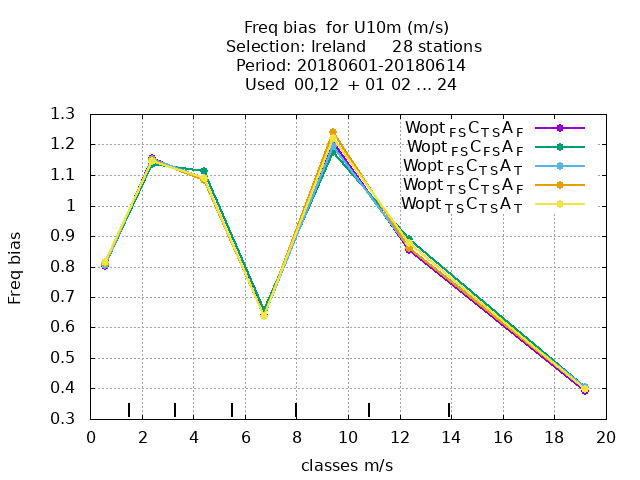 Freq bias  for U10m (m/s)
Selection: Ireland     28 stations
Period: 20180601-20180614
Used  00,12  + 01 02 ... 24
1.3
1.2
1.1
1
0.9
0.8
0.7
0.6
0.5
0.4
0.3
Freq bias
Wopt FS C TS A F
Wopt FS C FS A F
Wopt FS C TS A T
Wopt TS C TS A F
Wopt TS C TS A T
0 2 4 6 8 10 12 14 16 18 20
classes m/s